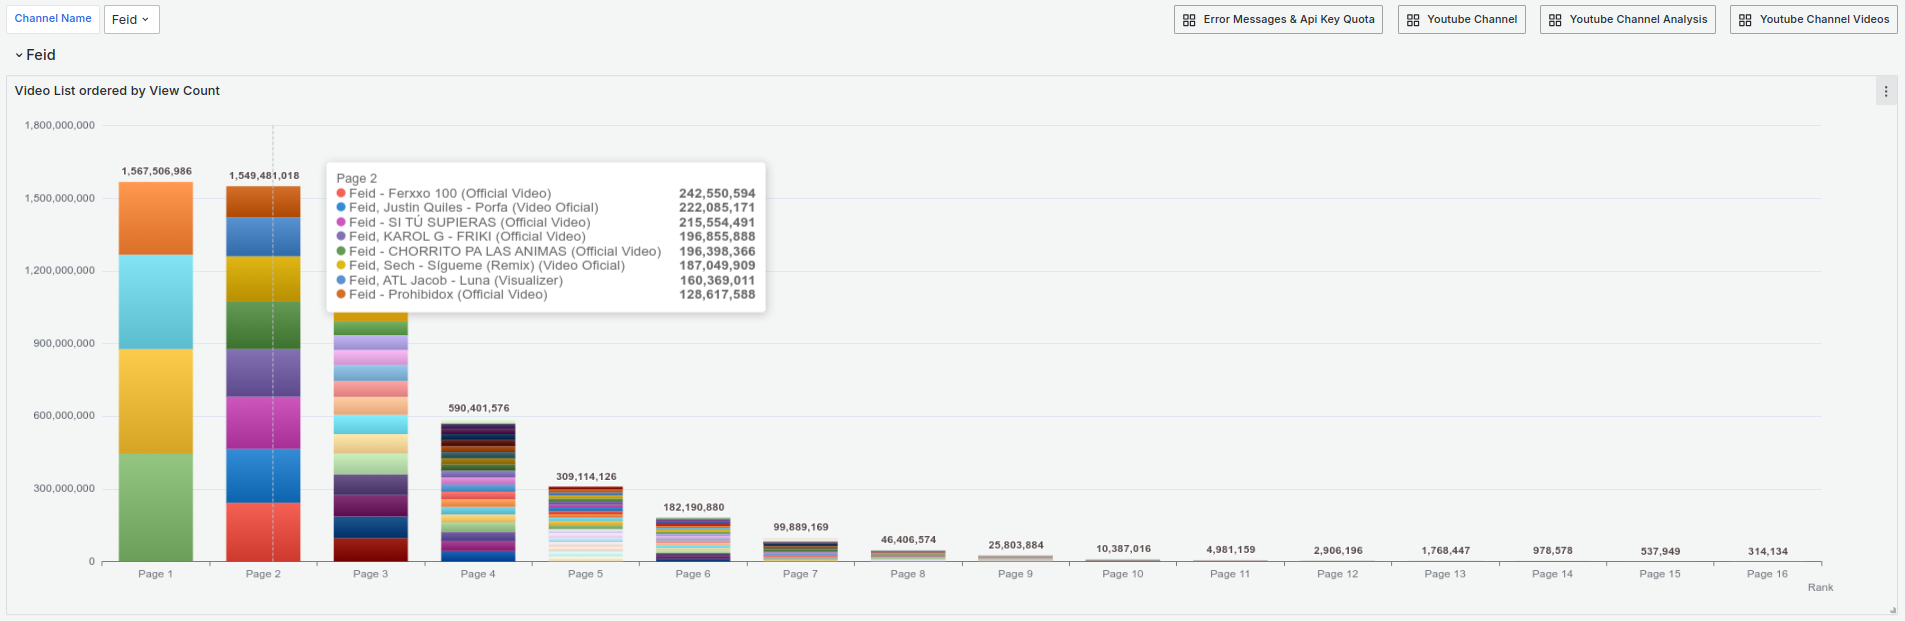 Channel Name Feid Error Messages & Api Key Quota Youtube Channel Youtube Channel Analysis Youtube Channel Videos
Feid
Video List ordered by View Count
1,800,000,000
1,500,000,000
1,200,000,000
900,000,000
600,000,000
300,000,000
0
1,567,506,986
1,549,481,018
590,401,576
309,114,126
182,190,880
99,889,169
46,406,574
25,803,884
10,387,016
4,981,159
2,906,196
1,768,447
978,578
537,949
314,134
Page 2
Feid - Ferxxo 100 (Official Video) 242,550,594
Feid, Justin Quiles - Porfa (Video Oficial) 222,085,171
Feid - SI TÚ SUPIERAS (Official Video) 215,554,491
Feid, KAROL G - FRIKI (Official Video) 196,855,888
Feid - CHORRITO PA LAS ANIMAS (Official Video) 196,398,366
Feid, Sech - Sígueme (Remix) (Video Oficial) 187,049,909
Feid, ATL Jacob - Luna (Visualizer) 160,369,011
Feid - Prohibidox (Official Video) 128,617,588
Page 1 Page 2 Page 3 Page 4 Page 5 Page 6 Page 7 Page 8 Page 9 Page 10 Page 11 Page 12 Page 13 Page 14 Page 15 Page 16
Rank